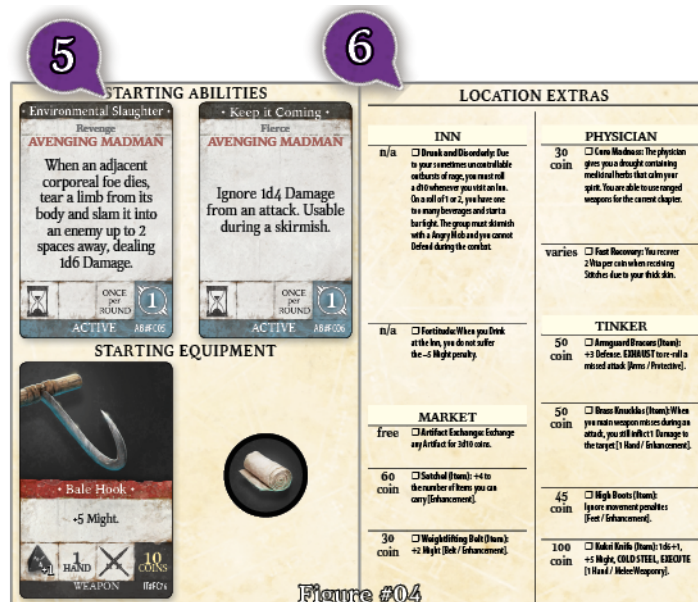 5
6
STARTING ABILITIES
• Environmental Slaughter •
Revenge
AVENGING MADMAN
When an adjacent
corporeal foe dies,
tear a limb from its
body and slam it into
an enemy up to 2
spaces away, dealing
1d6 Damage.
ONCE
per
ROUND
1
ACTIVE
AB#FC05
• Keep it Coming •
Fierce
AVENGING MADMAN
Ignore 1d4 Damage
from an attack. Usable
during a skirmish.
ONCE
per
ROUND
1
ACTIVE
AB#FC06
STARTING EQUIPMENT
• Bale Hook •
+5 Might.
+1
1
HAND
10
COINS
WEAPON
IT#FC16
LOCATION EXTRAS
INN
n/a
☐ Drunk and Disorderly: Due
to your sometimes uncontrollable
outbursts of rage, you must roll
a d10 whenever you visit an Inn.
On a roll of 1 or 2, you have one
too many beverages and start a
bar fight. The group must skirmish
with a Angry Mob and you cannot
Defend during the combat.
n/a
☐ Fortitude: When you Drink
at the Inn, you do not suffer
the -5 Might penalty.
MARKET
free
☐ Artifact Exchange: Exchange
any Artifact for 3d10 coins.
60
coin
☐ Satchel (Item): +4 to
the number of Items you can
carry [Enhancement].
30
coin
☐ Weightlifting Belt (Item):
+2 Might [Belt / Enhancement].
PHYSICIAN
30
coin
☐ Cure Madness: The physician
gives you a draught containing
medicinal herbs that calm your
spirit. You are able to use ranged
weapons for the current chapter.
varies
☐ Fast Recovery: You recover
2 Vita per coin when receiving
Stitches due to your thick skin.
TINKER
50
coin
☐ Armguard Bracers (Item):
+3 Defense. EXHAUST to re-roll a
missed attack [Arms / Protective].
50
coin
☐ Brass Knuckles (Item): When
you main weapon misses during an
attack, you still inflict 1 Damage to
the target [1 Hand / Enhancement].
45
coin
☐ High Boots (Item):
Ignore movement penalties
[Feet / Enhancement].
100
coin
☐ Kukri Knife (Item): 1d6+1,
+5 Might, COLD STEEL, EXECUTE
[1 Hand / Melee Weaponry].
Figure #04